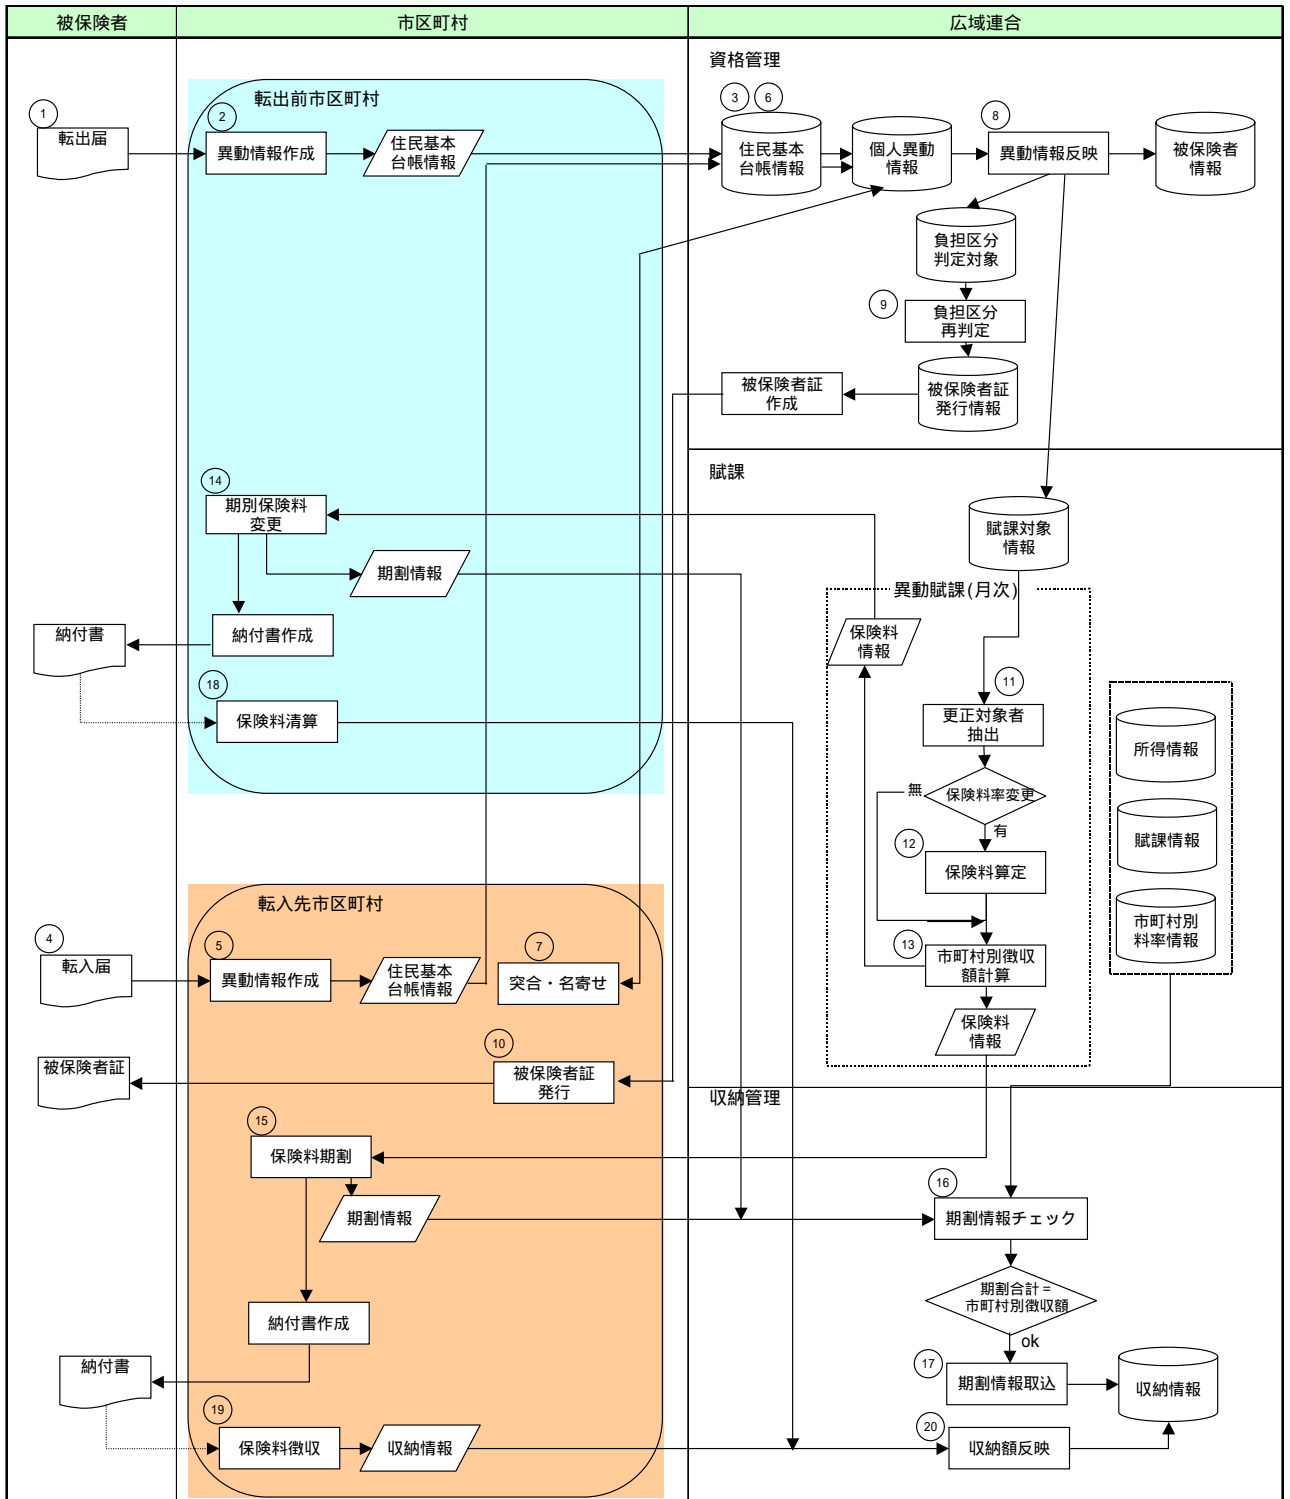 被保険者
市区町村
広域連合
資格管理
転出前市区町村
1
転出届
2
異動情報作成
住民基本
台帳情報
3
6
住民基本
台帳情報
個人異動
情報
8
異動情報反映
被保険者
情報
負担区分
判定対象
9
負担区分
再判定
被保険者証
作成
被保険者証
発行情報
賦課
14
期別保険料
変更
期割情報
賦課対象
情報
異動賦課(月次)
納付書
納付書作成
保険料
情報
18
保険料清算
11
更正対象者
抽出
所得情報
無
保険料率変更
有
賦課情報
12
保険料算定
転入先市区町村
市町村別
料率情報
4
転入届
5
異動情報作成
住民基本
台帳情報
7
突合・名寄せ
13
市町村別徴収
額計算
保険料
情報
被保険者証
10
被保険者証
発行
収納管理
15
保険料期割
期割情報
16
期割情報チェック
期割合計=
市町村別徴収額
ok
納付書作成
納付書
17
期割情報取込
収納情報
19
保険料徴収
収納情報
20
収納額反映